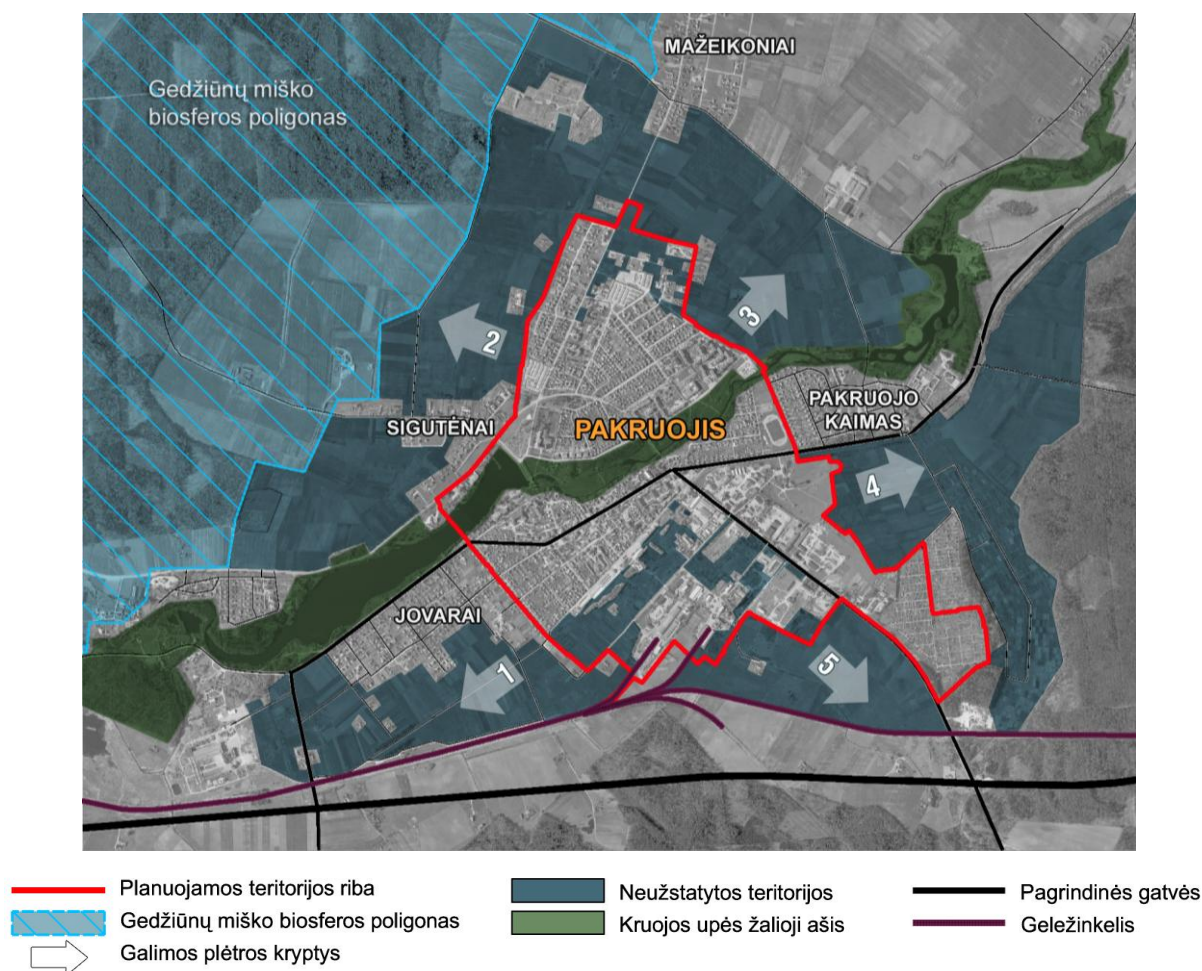 MAŽEIKONIAI
Gedžiūnų miško
biosferos poligonas
3
2
SIGUTĖNAI
PAKRUOJIS
PAKRUOJO
KAIMAS
4
JOVARAI
1
5
Planuojamos teritorijos riba
Gedžiūnų miško biosferos poligonas
Galimos plėtros kryptys
Neužstatytos teritorijos
Kruojos upės žalioji ašis
Pagrindinės gatvės
Geležinkelis